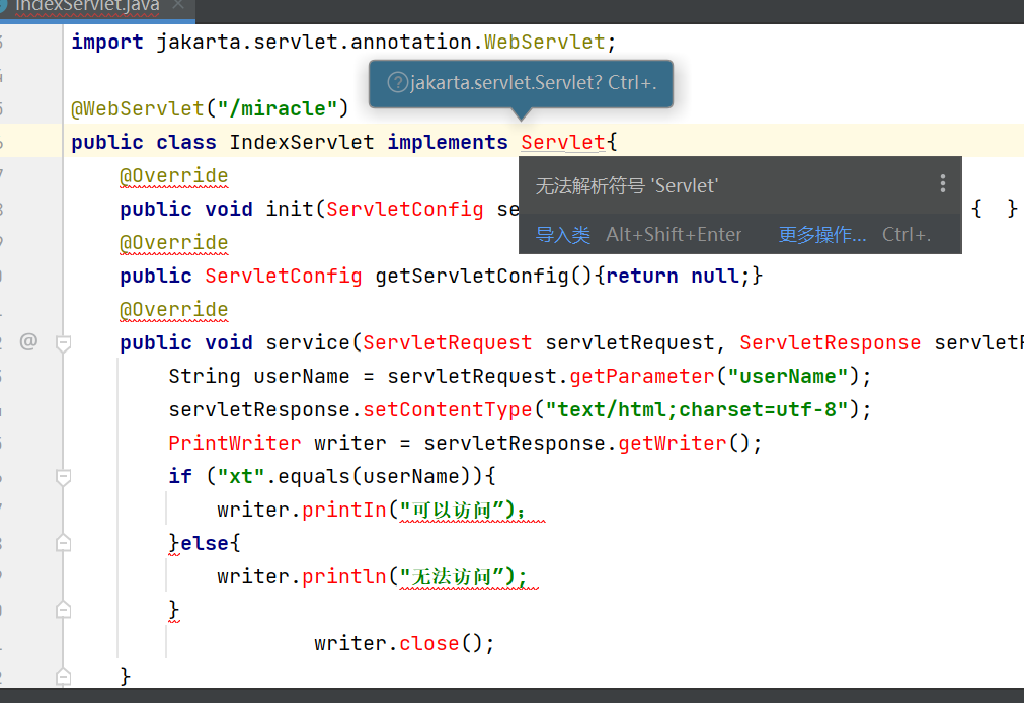 IndexServlet.java
import jakarta.servlet.annotation.WebServlet;
?jakarta.servlet.Servlet? Ctrl+.
@WebServlet("/miracle")
public class IndexServlet implements Servlet{
无法解析符号 'Servlet'
导入类 Alt+Shift+Enter 更多操作... Ctrl+.
@Override
public void init(ServletConfig se { }
@Override
public ServletConfig getServletConfig(){return null;}
@Override
@ public void service(ServletRequest servletRequest, ServletResponse servletR
String userName = servletRequest.getParameter("userName");
servletResponse.setContentType("text/html;charset=utf-8");
PrintWriter writer = servletResponse.getWriter();
if ("xt".equals(userName)){
writer.printIn("可以访问”);
}else{
writer.println("无法访问”);
}
writer.close();
}